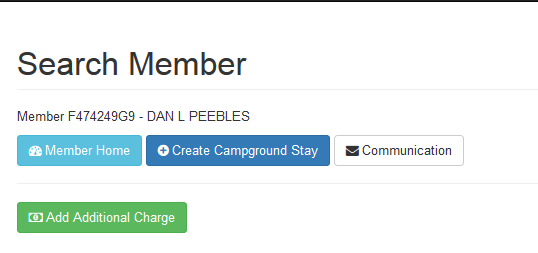 Search Member
Member F474249G9 - DAN L PEEBLES
Member Home Create Campground Stay Communication
Add Additional Charge